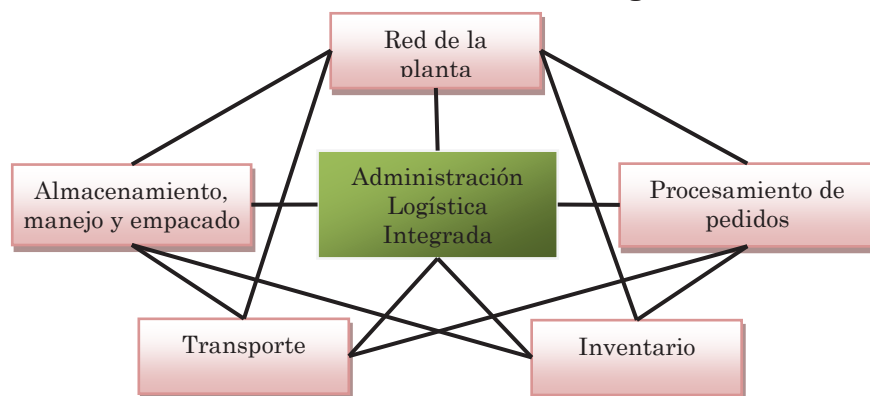 Red de la
planta
Almacenamiento,
manejo y empacado
Administración
Logística
Integrada
Procesamiento de
pedidos
Transporte
Inventario